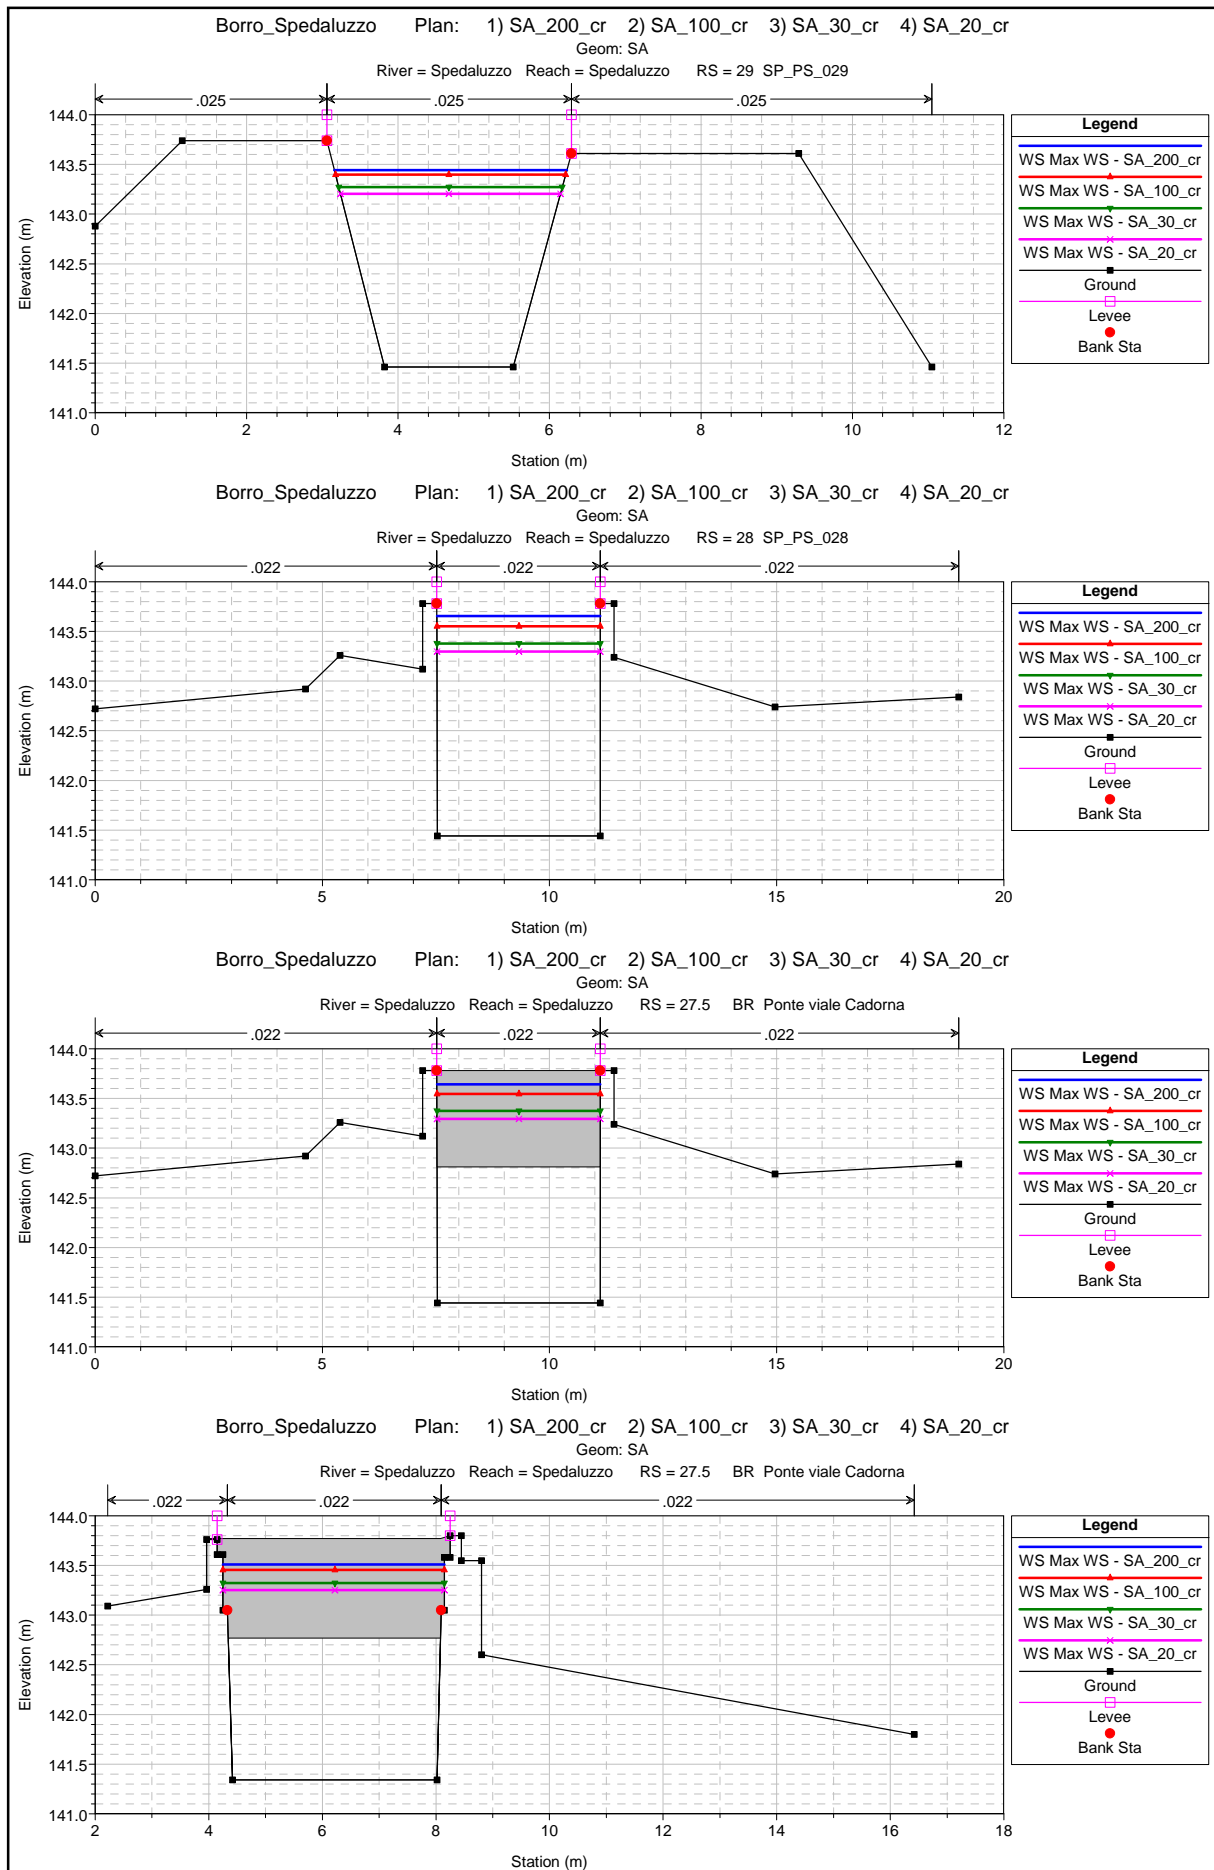 Borro_Spedaluzzo Plan: 1) SA_200_cr 2) SA_100_cr 3) SA_30_cr 4) SA_20_cr
Geom: SA
River = Spedaluzzo Reach = Spedaluzzo RS = 29 SP_PS_029
.025 .025 .025
144.0
143.5
143.0
142.5
142.0
141.5
141.0
Elevation (m)
0 2 4 6 8 10 12
Station (m)
Legend
WS Max WS - SA_200_cr
WS Max WS - SA_100_cr
WS Max WS - SA_30_cr
WS Max WS - SA_20_cr
Ground
Levee
Bank Sta
Borro_Spedaluzzo Plan: 1) SA_200_cr 2) SA_100_cr 3) SA_30_cr 4) SA_20_cr
Geom: SA
River = Spedaluzzo Reach = Spedaluzzo RS = 28 SP_PS_028
.022 .022 .022
144.0
143.5
143.0
142.5
142.0
141.5
141.0
Elevation (m)
0 5 10 15 20
Station (m)
Legend
WS Max WS - SA_200_cr
WS Max WS - SA_100_cr
WS Max WS - SA_30_cr
WS Max WS - SA_20_cr
Ground
Levee
Bank Sta
Borro_Spedaluzzo Plan: 1) SA_200_cr 2) SA_100_cr 3) SA_30_cr 4) SA_20_cr
Geom: SA
River = Spedaluzzo Reach = Spedaluzzo RS = 27.5 BR Ponte viale Cadorna
.022 .022 .022
144.0
143.5
143.0
142.5
142.0
141.5
141.0
Elevation (m)
0 5 10 15 20
Station (m)
Legend
WS Max WS - SA_200_cr
WS Max WS - SA_100_cr
WS Max WS - SA_30_cr
WS Max WS - SA_20_cr
Ground
Levee
Bank Sta
Borro_Spedaluzzo Plan: 1) SA_200_cr 2) SA_100_cr 3) SA_30_cr 4) SA_20_cr
Geom: SA
River = Spedaluzzo Reach = Spedaluzzo RS = 27.5 BR Ponte viale Cadorna
.022 .022 .022
144.0
143.5
143.0
142.5
142.0
141.5
141.0
Elevation (m)
2 4 6 8 10 12 14 16 18
Station (m)
Legend
WS Max WS - SA_200_cr
WS Max WS - SA_100_cr
WS Max WS - SA_30_cr
WS Max WS - SA_20_cr
Ground
Levee
Bank Sta